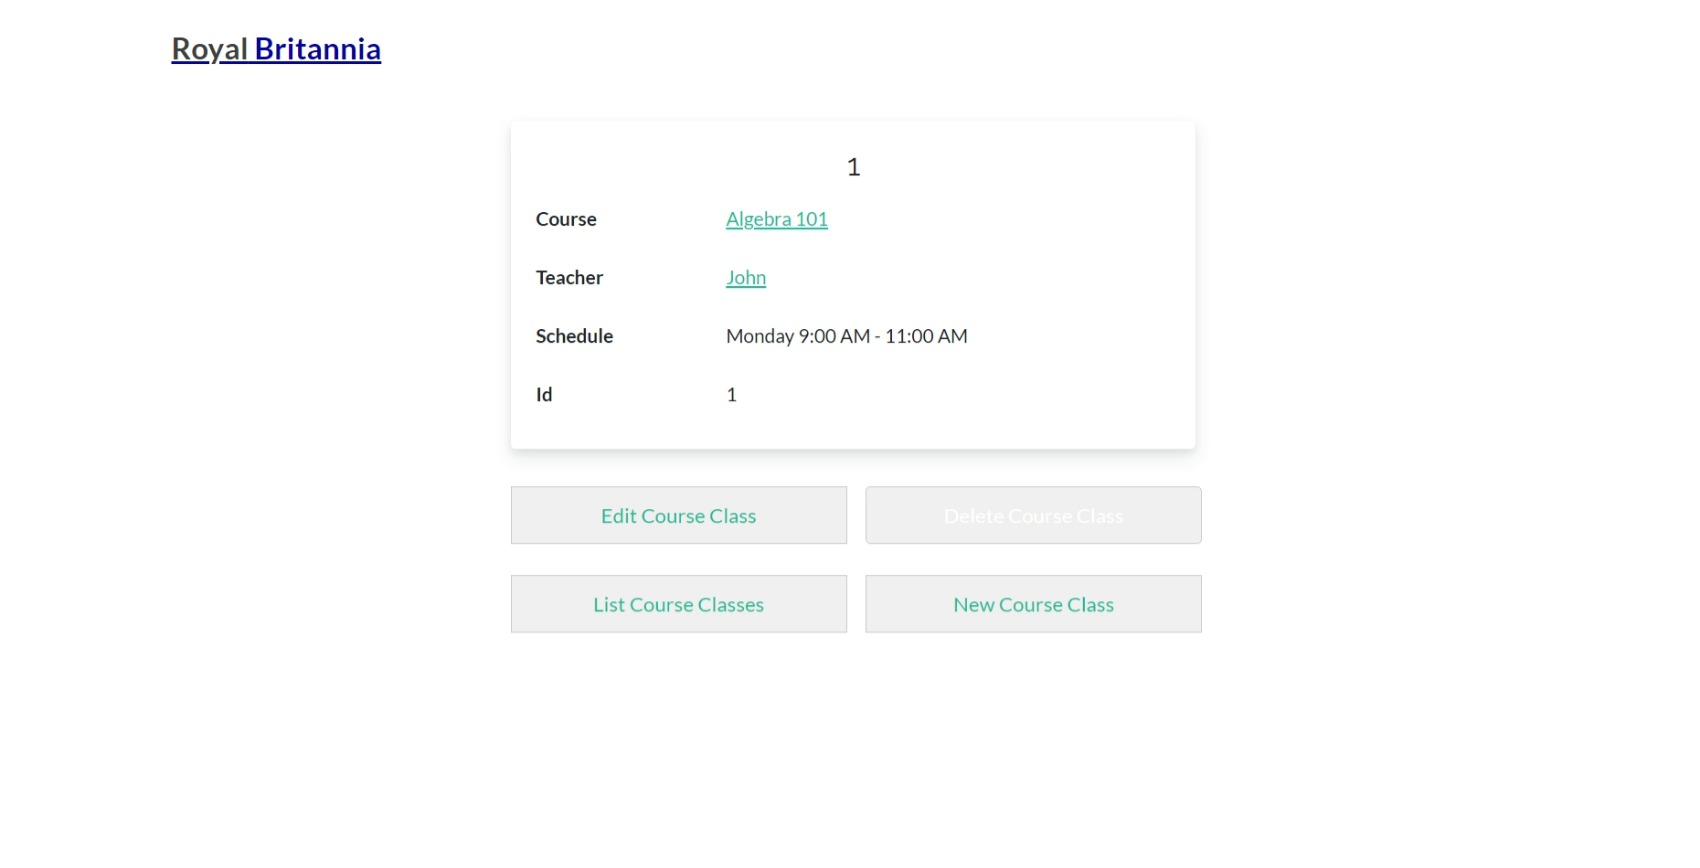 Royal Britannia
1
Course Algebra 101
Teacher John
Schedule Monday 9:00 AM - 11:00 AM
Id 1
Edit Course Class Delete Course Class
List Course Classes New Course Class